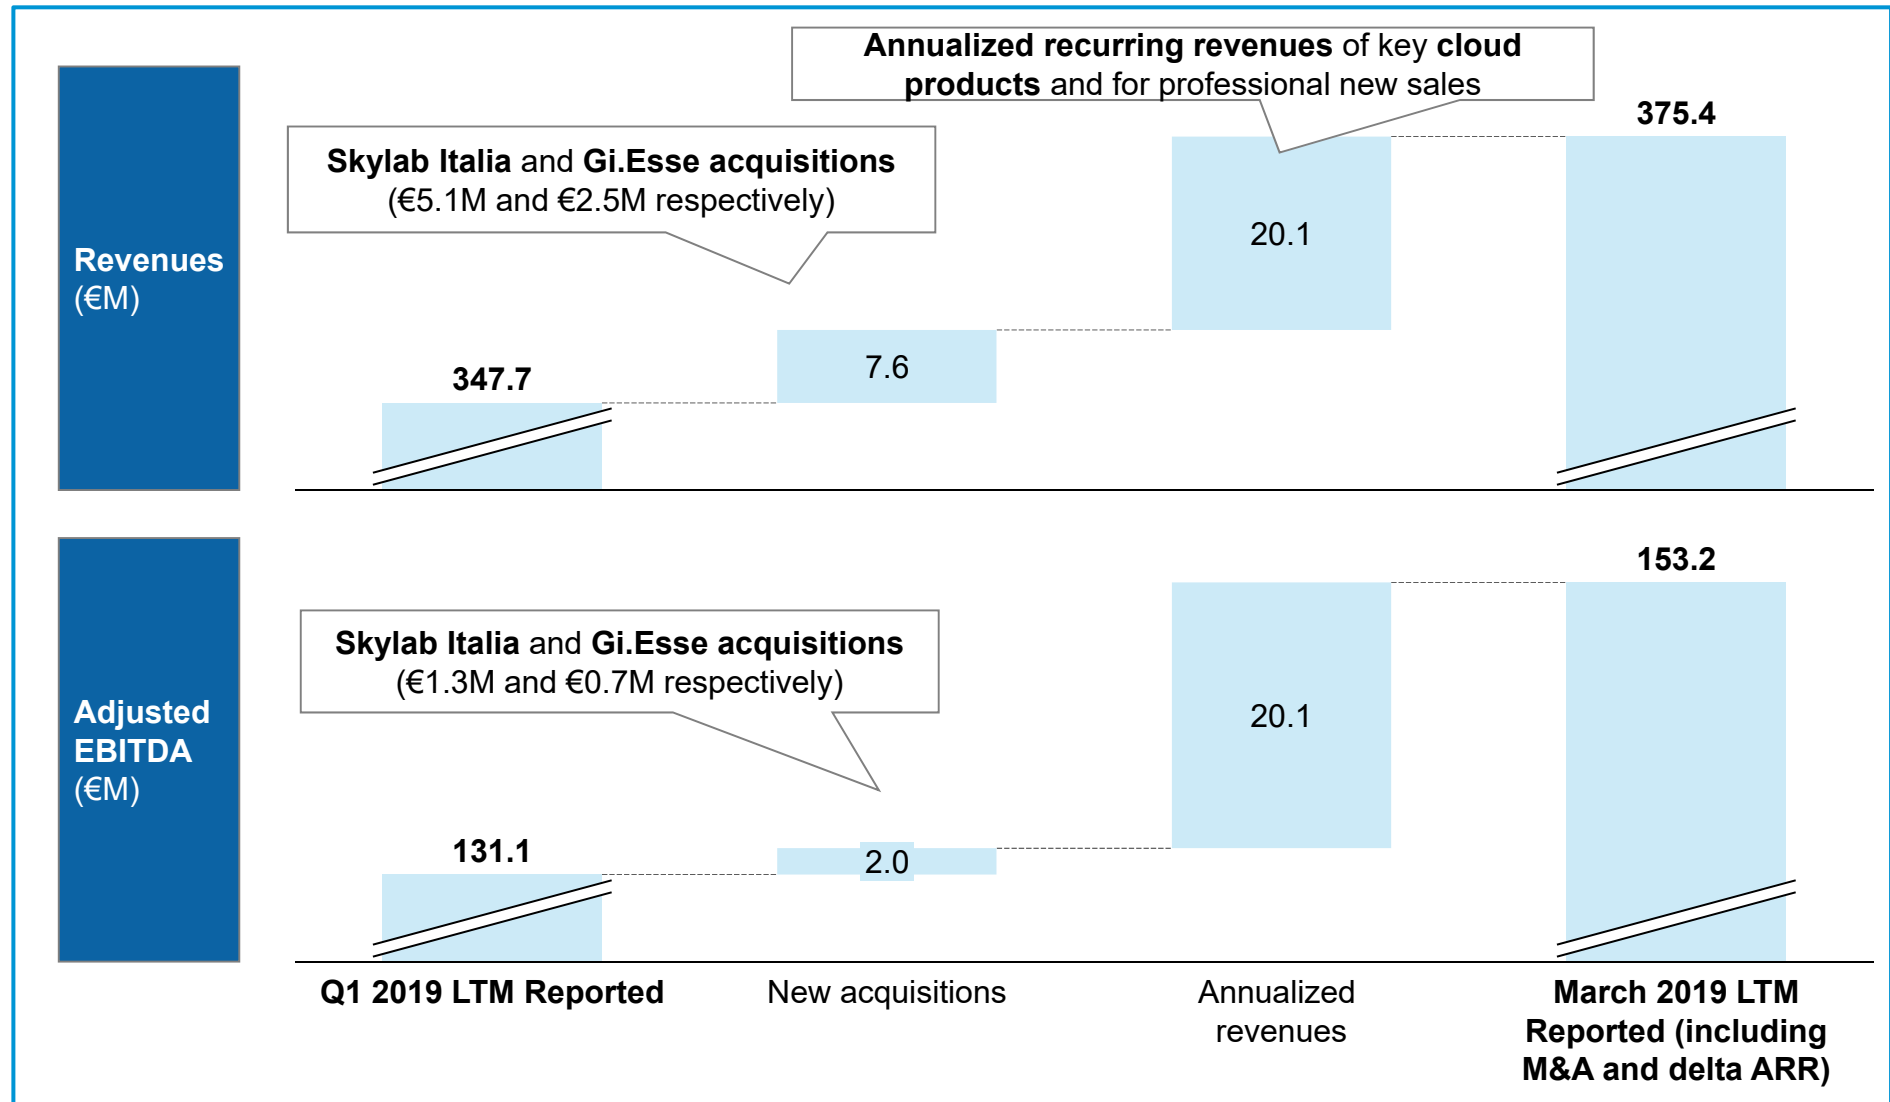 Annualized recurring revenues of key cloud
products and for professional new sales
375.4
Skylab Italia and Gi.Esse acquisitions
(€5.1M and €2.5M respectively)
Revenues
(€M)
20.1
7.6
347.7
153.2
Skylab Italia and Gi.Esse acquisitions
(€1.3M and €0.7M respectively)
Adjusted
EBITDA
(€M)
20.1
131.1
2.0
Q1 2019 LTM Reported
New acquisitions
Annualized
revenues
March 2019 LTM
Reported (including
M&A and delta ARR)